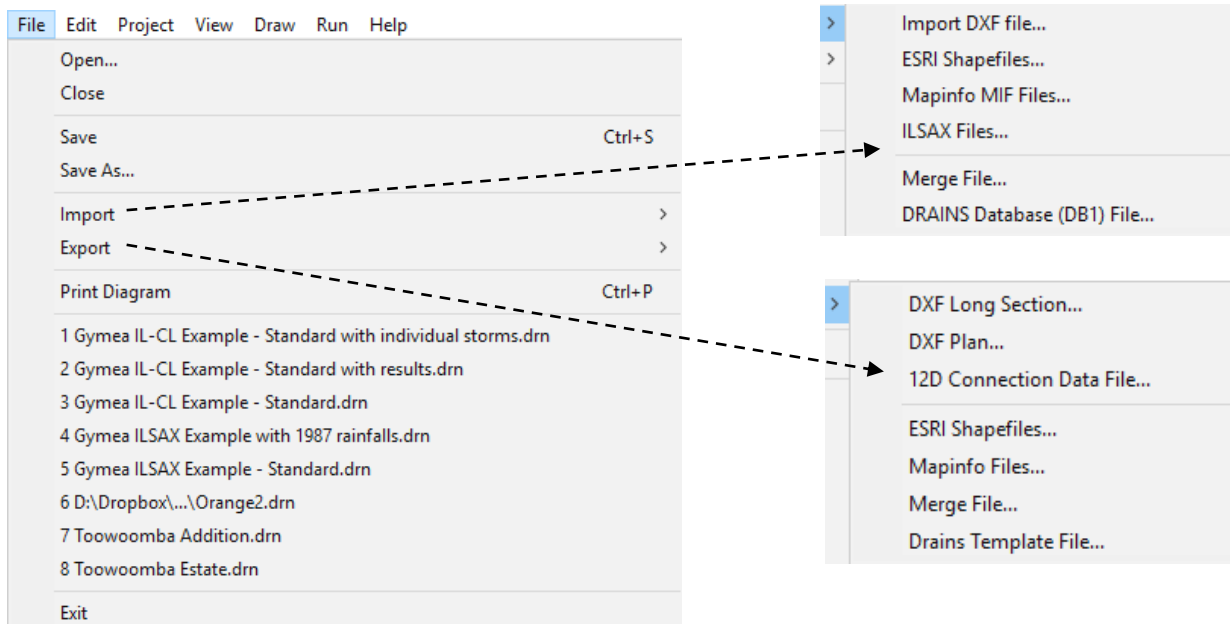 File Edit Project View Draw Run Help
Open...
Close
Save Ctrl+S
Save As...
Import
Export
Print Diagram Ctrl+P
1 Gymea IL-CL Example - Standard with individual storms.drn
2 Gymea IL-CL Example - Standard with results.drn
3 Gymea IL-CL Example - Standard.drn
4 Gymea ILSAX Example with 1987 rainfalls.drn
5 Gymea ILSAX Example - Standard.drn
6 D:\Dropbox\...\Orange2.drn
7 Toowoomba Addition.drn
8 Toowoomba Estate.drn
Exit
Import DXF file...
ESRI Shapefiles...
Mapinfo MIF Files...
ILSAX Files...
Merge File...
DRAINS Database (DB1) File...
DXF Long Section...
DXF Plan...
12D Connection Data File...
ESRI Shapefiles...
Mapinfo Files...
Merge File...
Drains Template File...